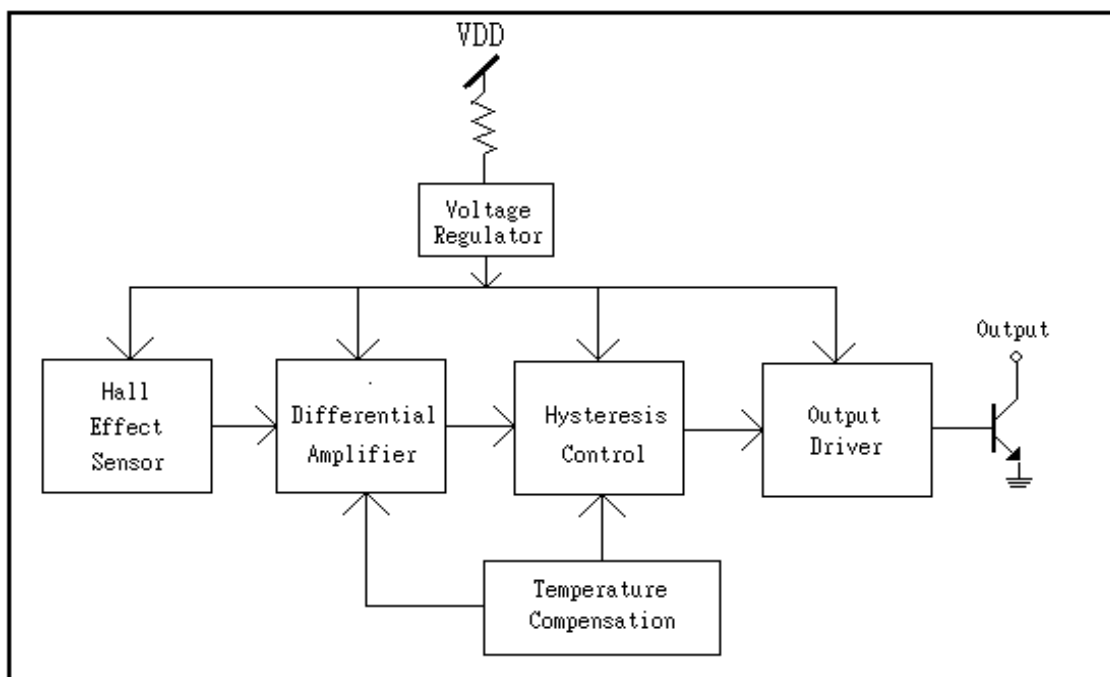 VDD
Voltage
Regulator
Output
Hall
Effect
Sensor
Differential
Amplifier
Hysteresis
Control
Output
Driver
Temperature
Compensation